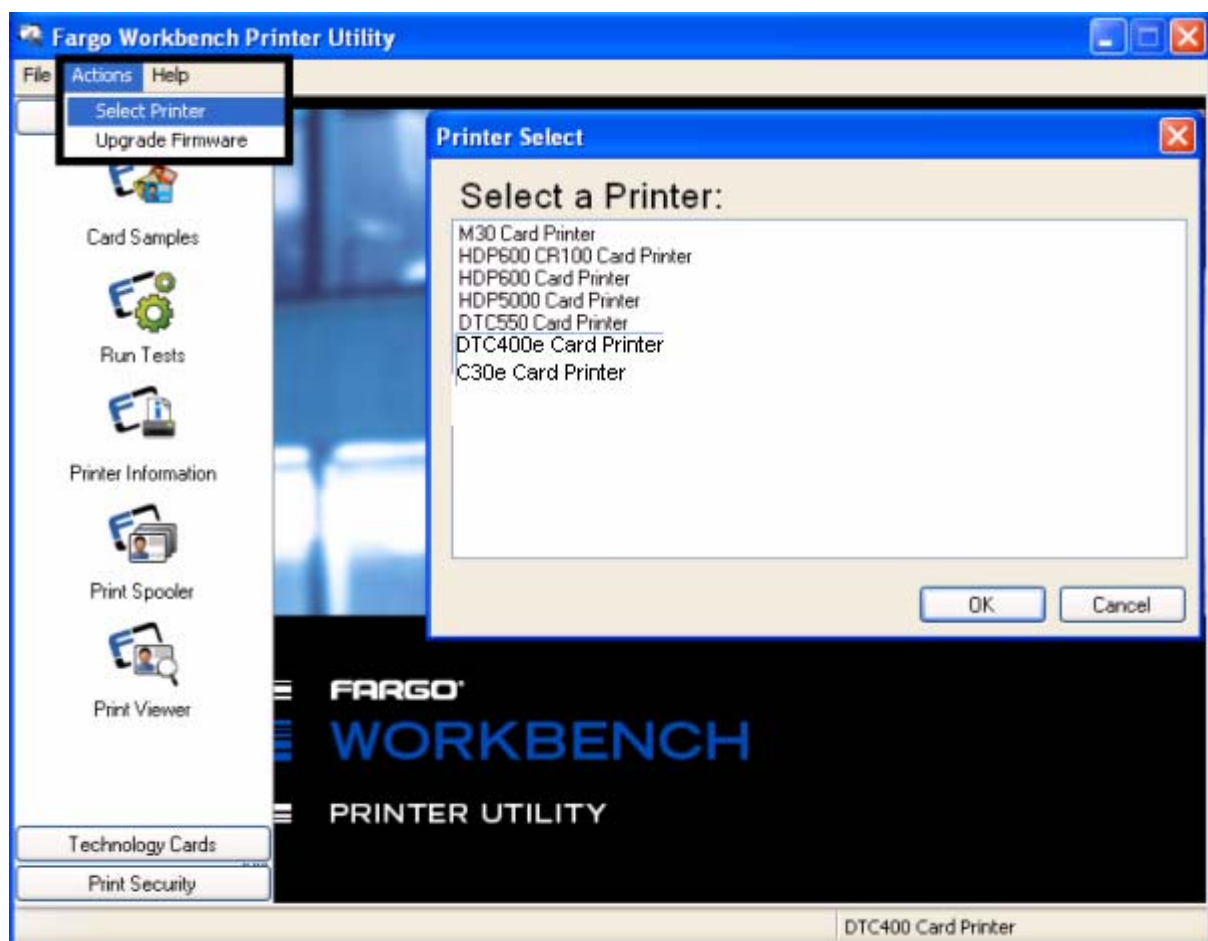 Fargo Workbench Printer Utility
File Actions Help
Select Printer
Upgrade Firmware
Card Samples
Run Tests
Printer Information
Print Spooler
Print Viewer
Technology Cards
Print Security
Printer Select
Select a Printer:
M30 Card Printer
HDP600 CR100 Card Printer
HDP600 Card Printer
HDP5000 Card Printer
DTC550 Card Printer
DTC400e Card Printer
C30e Card Printer
OK Cancel
FARGO
WORKBENCH
PRINTER UTILITY
DTC400 Card Printer